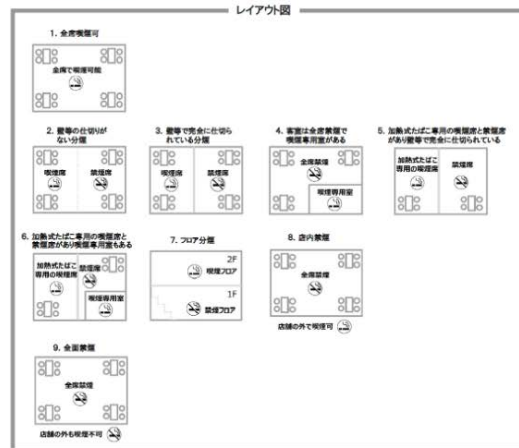 レイアウト図
1. 全席喫煙可
全席で喫煙可能
2. 壁等の仕切りが
ない分煙
喫煙席
禁煙席
3. 壁等で完全に仕切ら
れている分煙
喫煙席
禁煙席
4. 客室は全席禁煙で
喫煙専用室がある
全席禁煙
喫煙専用室
5. 加熱式たばこ専用の喫煙席と禁煙席
があり壁等で完全に仕切られている
加熱式たばこ
専用の喫煙席
禁煙席
6. 加熱式たばこ専用の喫煙席と
禁煙席があり喫煙専用室もある
加熱式たばこ
専用の喫煙席
禁煙席
喫煙専用室
7. フロア分煙
2F
喫煙フロア
1F
禁煙フロア
8. 店内禁煙
全席禁煙
店舗の外で喫煙可
9. 全面禁煙
全席禁煙
店舗の外も喫煙不可